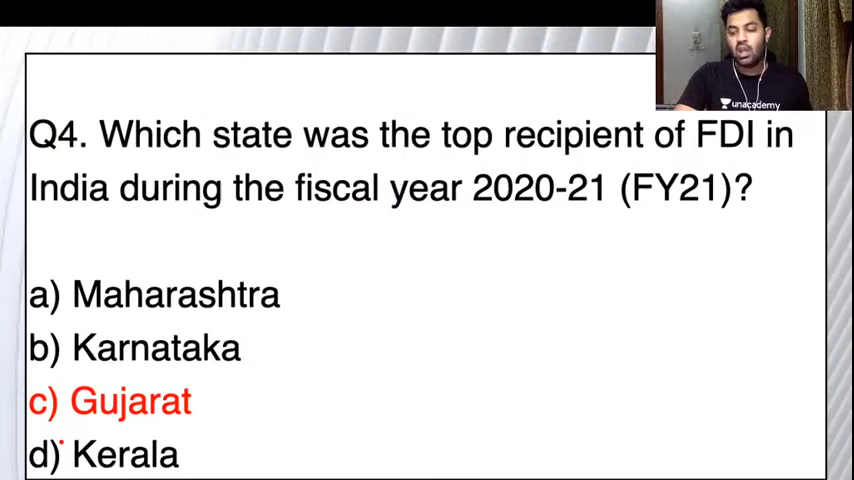 unacademy
Q4. Which state was the top recipient of FDI in
India during the fiscal year 2020-21 (FY21)?
a) Maharashtra
b) Karnataka
c) Gujarat
d) Kerala